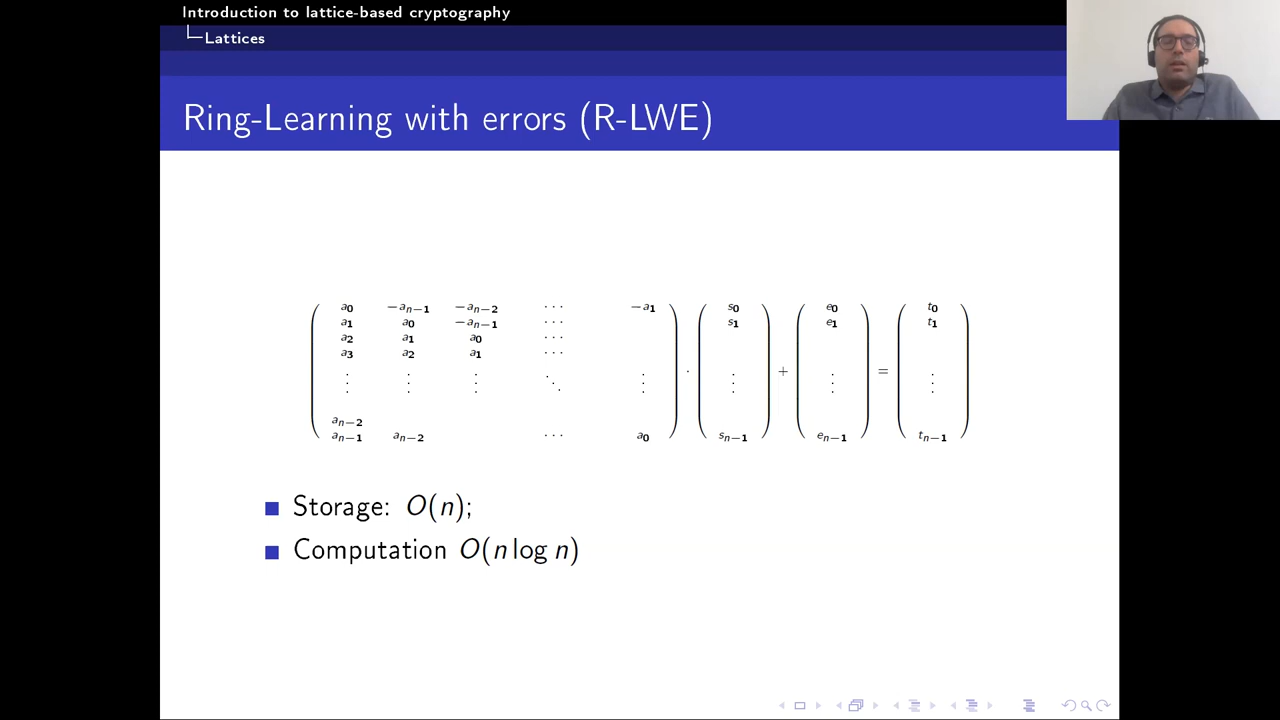 Introduction to lattice-based cryptography
Lattices
Ring-Learning with errors (R-LWE)
a₀ −aₙ₋₁ −aₙ₋₂ ⋯ −a₁ s₀ e₀ t₀
a₁ a₀ −aₙ₋₁ ⋯ s₁ e₁ t₁
a₂ a₁ a₀ ⋯
a₃ a₂ a₁ ⋯
⋮ ⋮ ⋮ ⋱ ⋮ · ⋮ + ⋮ = ⋮
aₙ₋₂
aₙ₋₁ aₙ₋₂ ⋯ a₀ sₙ₋₁ eₙ₋₁ tₙ₋₁
Storage: O(n);
Computation O(n log n)